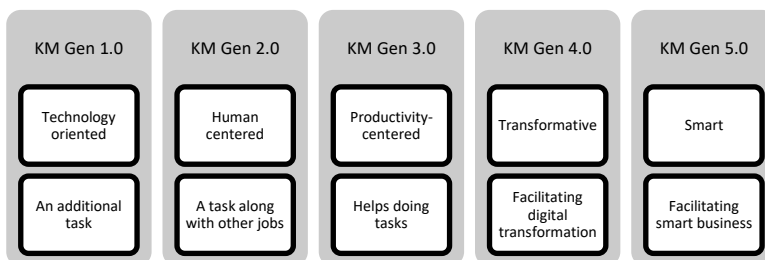 KM Gen 1.0
Technology
oriented
An additional
task
KM Gen 2.0
Human
centered
A task along
with other jobs
KM Gen 3.0
Productivity-
centered
Helps doing
tasks
KM Gen 4.0
Transformative
Facilitating
digital
transformation
KM Gen 5.0
Smart
Facilitating
smart business